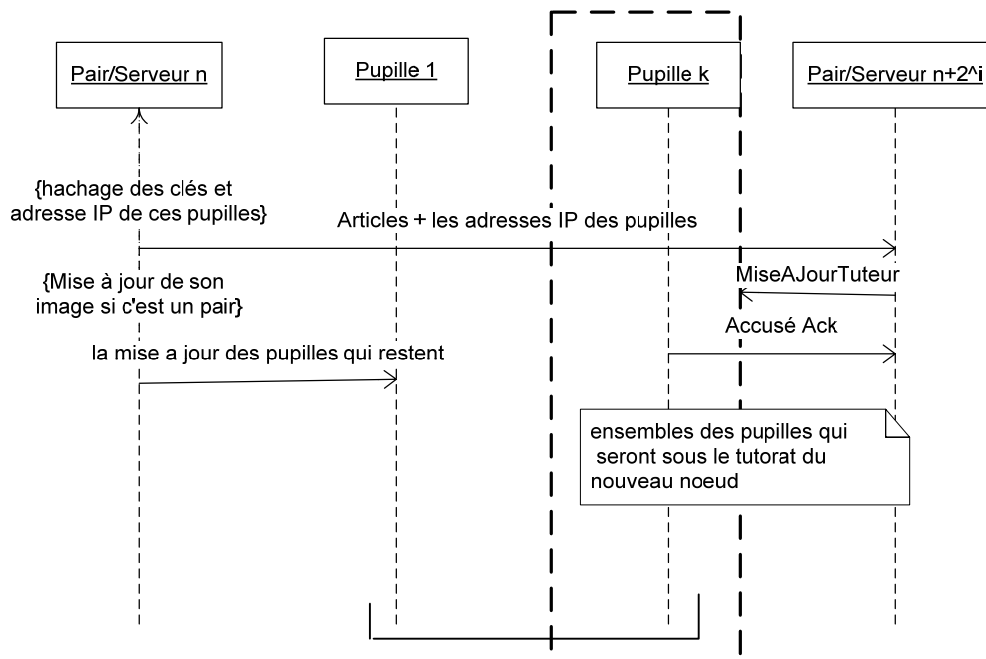 Pair/Serveur n
Pupille 1
Pupille k
Pair/Serveur n+2^i
{hachage des clés et
adresse IP de ces pupilles}
Articles + les adresses IP des pupilles
{Mise à jour de son
image si c'est un pair}
MiseAJourTuteur
Accusé Ack
la mise a jour des pupilles qui restent
ensembles des pupilles qui
seront sous le tutorat du
nouveau noeud